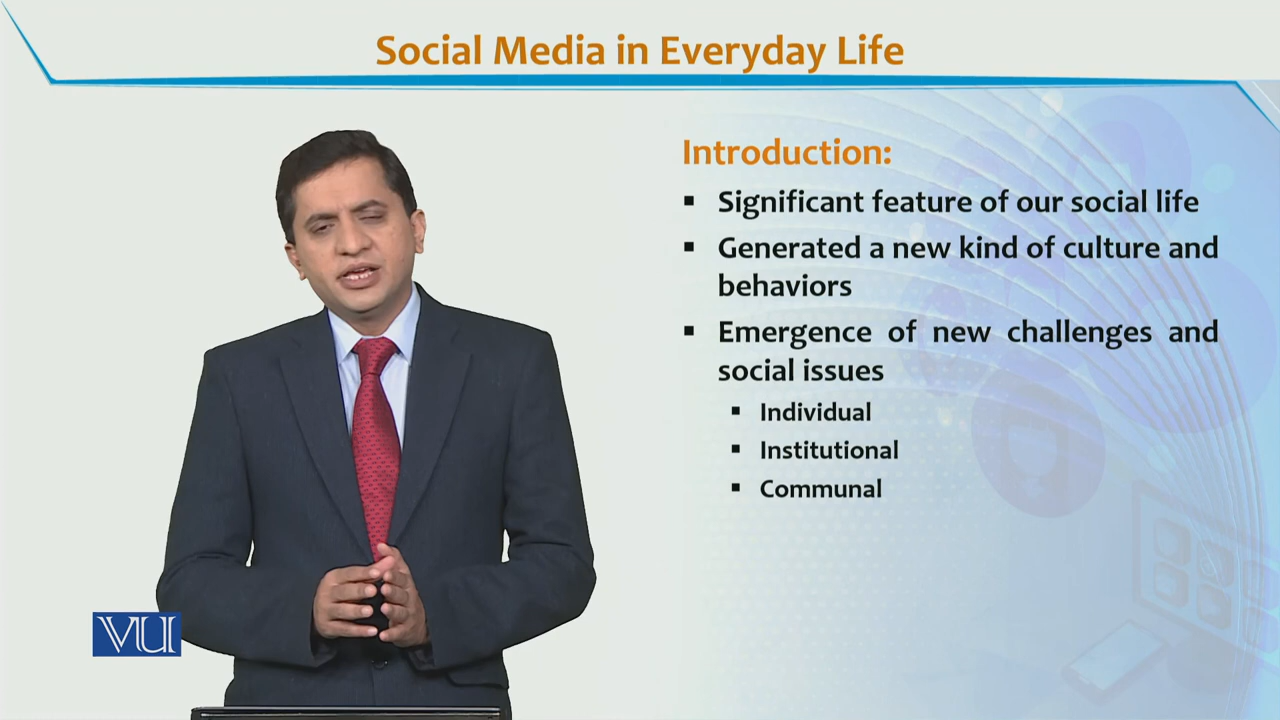 Social Media in Everyday Life
Introduction:
▪ Significant feature of our social life
▪ Generated a new kind of culture and
behaviors
▪ Emergence of new challenges and
social issues
▪ Individual
▪ Institutional
▪ Communal
VU